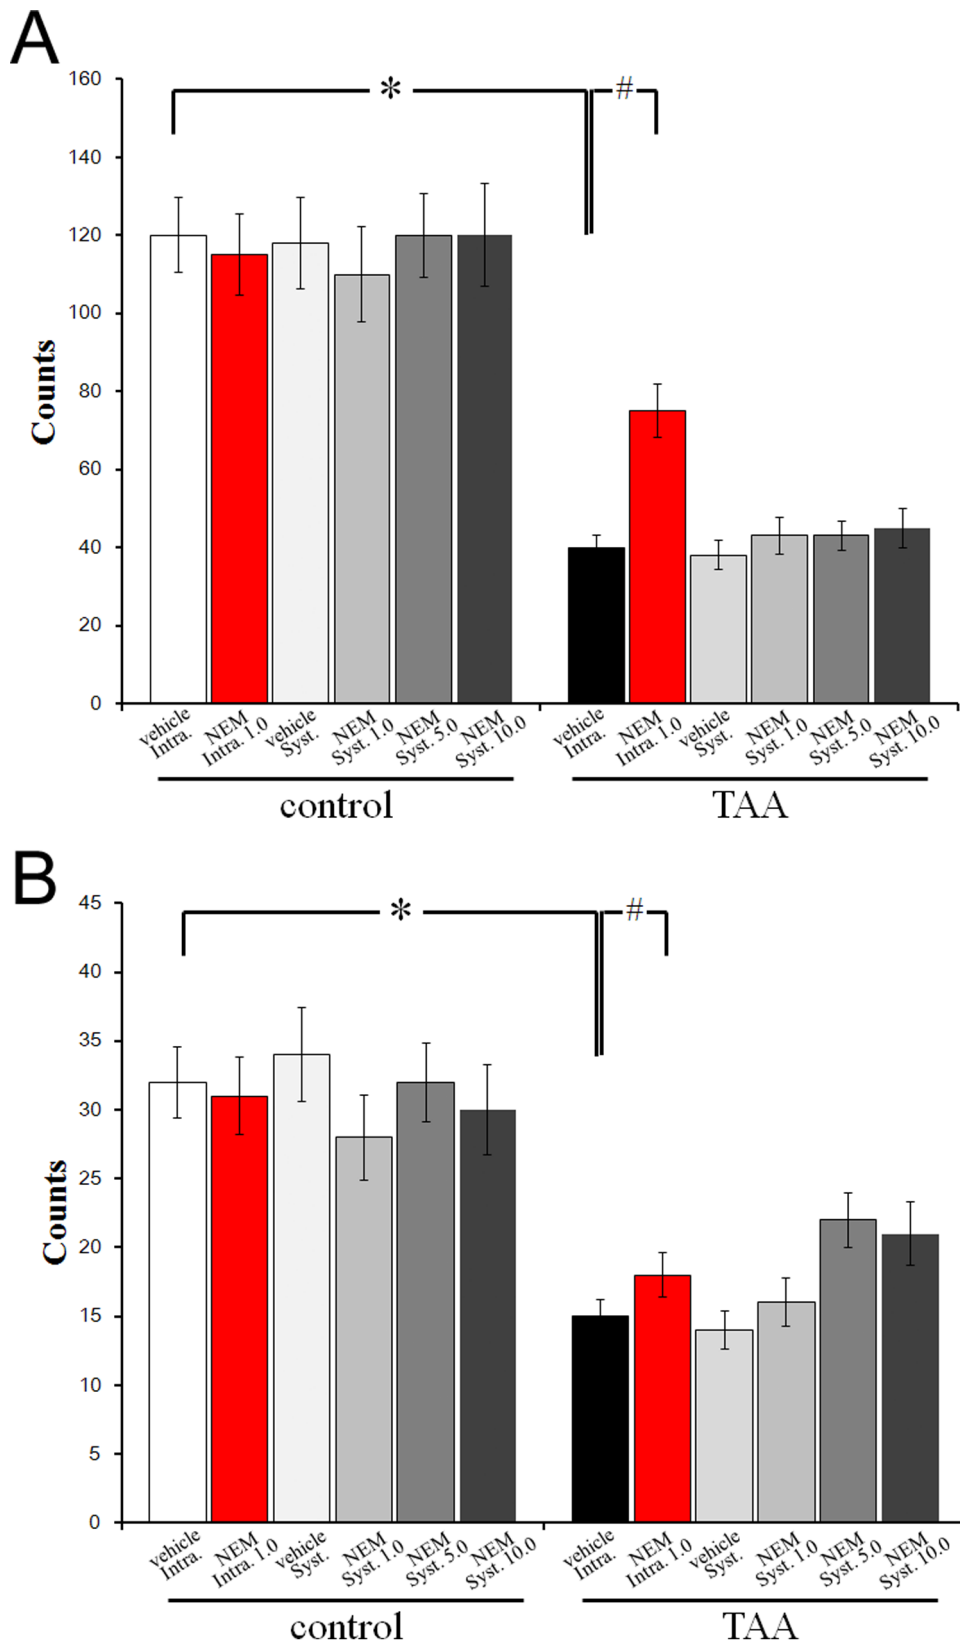 A
160
140
120
100
80
60
40
20
0
Counts
*
#
vehicle
Intra.
NEM
Intra. 1.0
vehicle
Syst.
NEM
Syst. 1.0
NEM
Syst. 5.0
NEM
Syst. 10.0
vehicle
Intra.
NEM
Intra. 1.0
vehicle
Syst.
NEM
Syst. 1.0
NEM
Syst. 5.0
NEM
Syst. 10.0
control
TAA
B
45
40
35
30
25
20
15
10
5
0
Counts
*
#
vehicle
Intra.
NEM
Intra. 1.0
vehicle
Syst.
NEM
Syst. 1.0
NEM
Syst. 5.0
NEM
Syst. 10.0
vehicle
Intra.
NEM
Intra. 1.0
vehicle
Syst.
NEM
Syst. 1.0
NEM
Syst. 5.0
NEM
Syst. 10.0
control
TAA